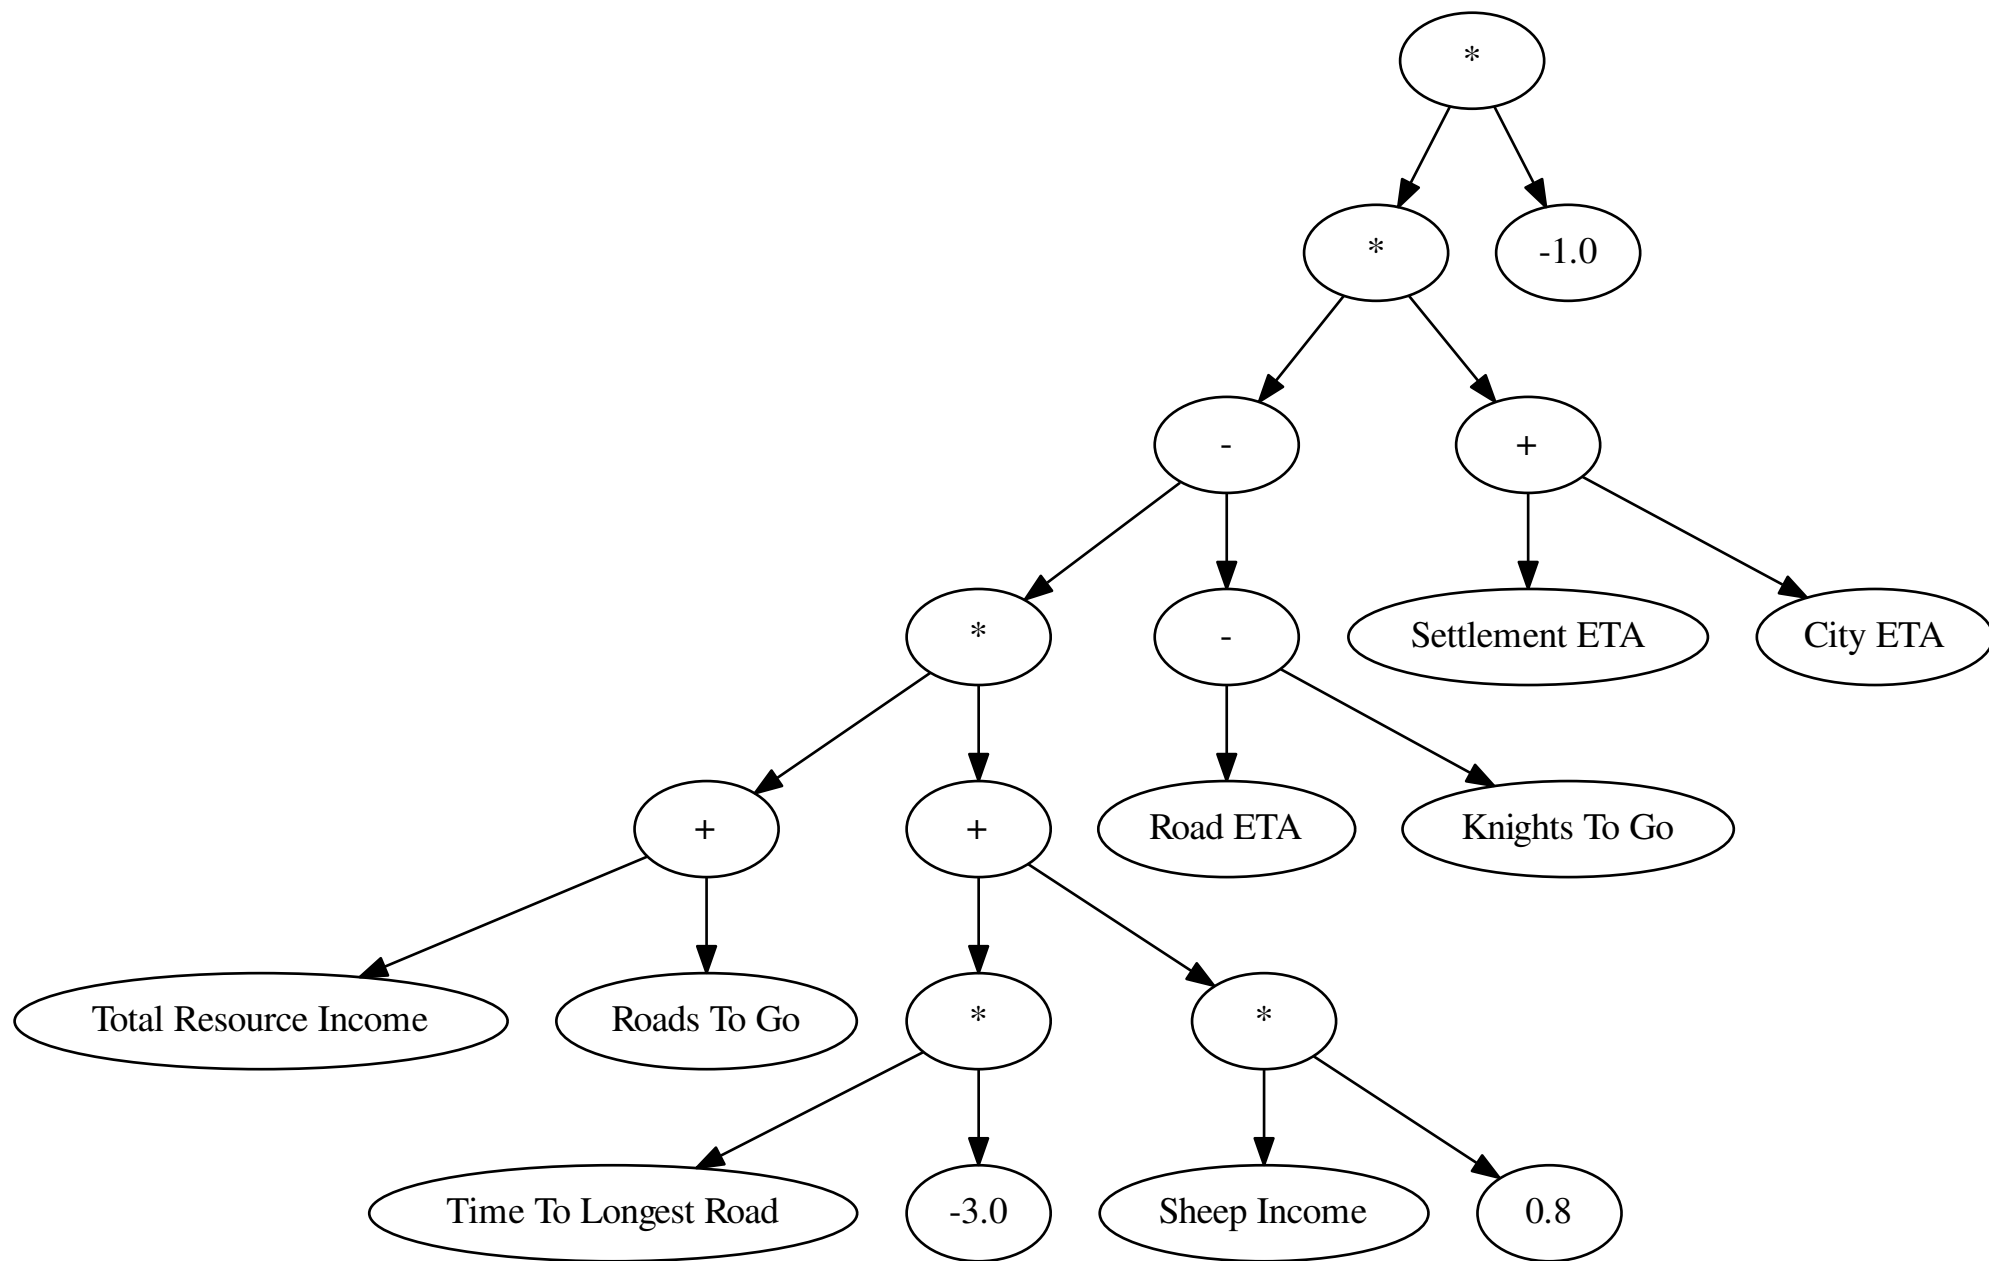 *
*
-1.0
-
+
*
-
Settlement ETA
City ETA
+
+
Road ETA
Knights To Go
Total Resource Income
Roads To Go
*
*
Time To Longest Road
-3.0
Sheep Income
0.8